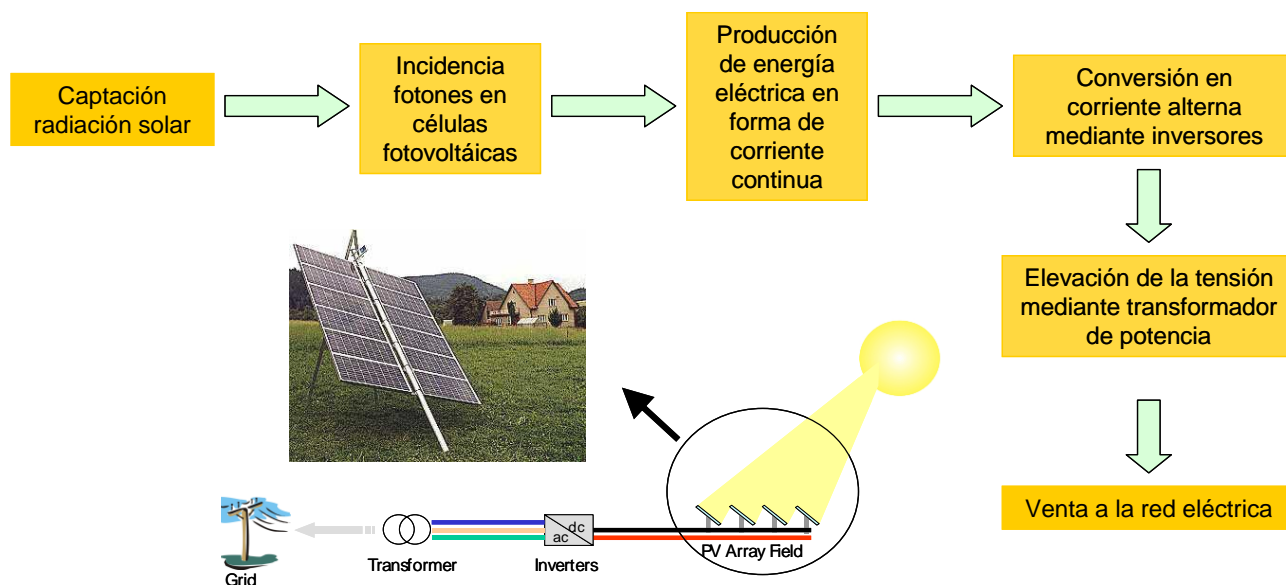 Captación
radiación solar
Incidencia
fotones en
células
fotovoltáicas
Producción
de energía
eléctrica en
forma de
corriente
continua
Conversión en
corriente alterna
mediante inversores
Elevación de la tensión
mediante transformador
de potencia
Venta a la red eléctrica
Grid
Transformer
dc
ac
Inverters
PV Array Field